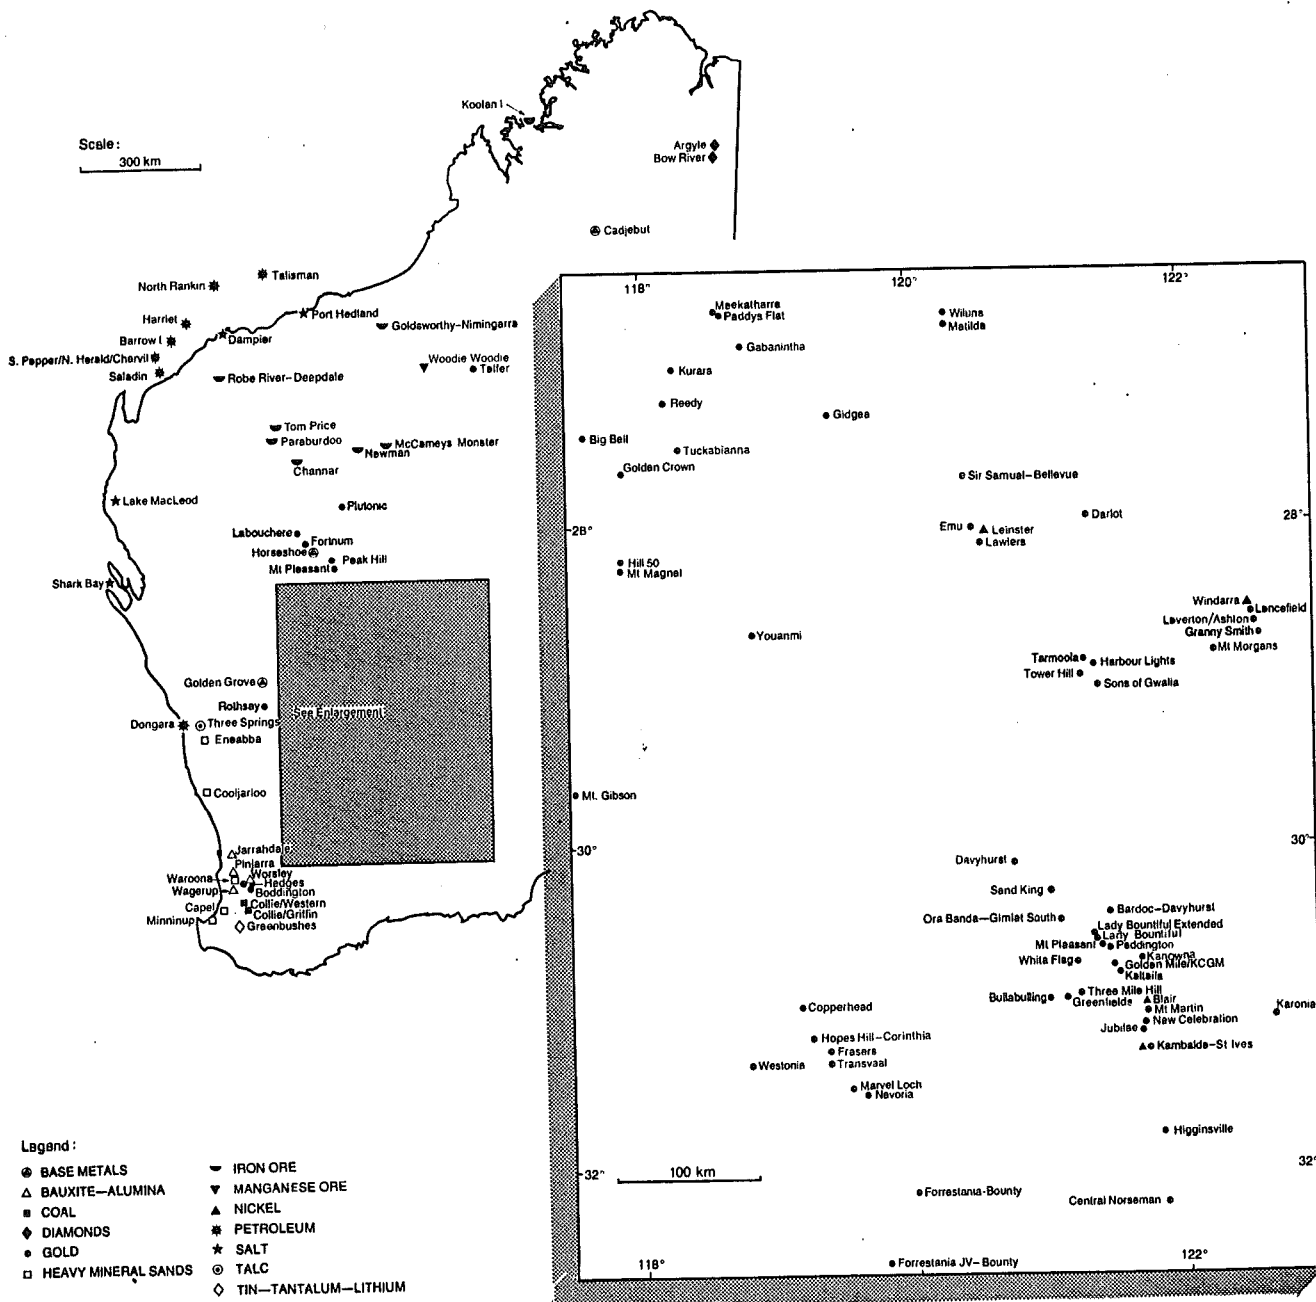 Koolan I
Scale:
300 km
Argyle
Bow River
Cadjebut
Talisman
North Rankin
Port Hedland
Harriet
Goldsworthy-Nimingarra
Dampier
Barrow I
S. Pepper/N. Herald/Chervil
Woodie Woodie
Telfer
Saladin
Robe River-Deepdale
Tom Price
Paraburdoo
McCameys Monster
Newman
Channar
Lake MacLeod
Plutonic
Labouchere
Fortnum
Horseshoe
Peak Hill
Mt Pleasant
Shark Bay
Golden Grove
Rothsay
See Enlargement
Dongara
Three Springs
Eneabba
Cooljarloo
Jarrahdale
Pinjarra
Waroona
Worsley
Hedges
Wagerup
Boddington
Collie/Western
Capel
Collie/Griffin
Minninup
Greenbushes
118°
120°
122°
Meekatharra
Paddys Flat
Wiluna
Matilda
Gabanintha
Kurara
Reedy
Gidgea
Big Bell
Tuckabianna
Golden Crown
Sir Samual-Bellevue
Darlot
28°
28°
Emu
Leinster
Lawlers
Hill 50
Mt Magnet
Windarra
Lancefield
Laverton/Ashton
Granny Smith
Youanmi
Mt Morgans
Tarmoola
Harbour Lights
Tower Hill
Sons of Gwalia
Mt. Gibson
30°
30°
Davyhurst
Sand King
Bardoc-Davyhurst
Ora Banda-Gimlet South
Lady Bountiful Extended
Lady Bountiful
Mt Pleasant
Paddington
Kanowna
White Flag
Golden Mile/KCGM
Kaltails
Three Mile Hill
Bullabulling
Greenfields
Blair
Karonie
Copperhead
Mt Martin
New Celebration
Jubilee
Hopes Hill-Corinthia
Kambalda-St Ives
Frasers
Transvaal
Westonia
Marvel Loch
Nevoria
Higginsville
32°
32°
100 km
Forrestania-Bounty
Central Norseman
Forrestania JV-Bounty
118°
122°
Legend:
BASE METALS
BAUXITE-ALUMINA
COAL
DIAMONDS
GOLD
HEAVY MINERAL SANDS
IRON ORE
MANGANESE ORE
NICKEL
PETROLEUM
SALT
TALC
TIN-TANTALUM-LITHIUM